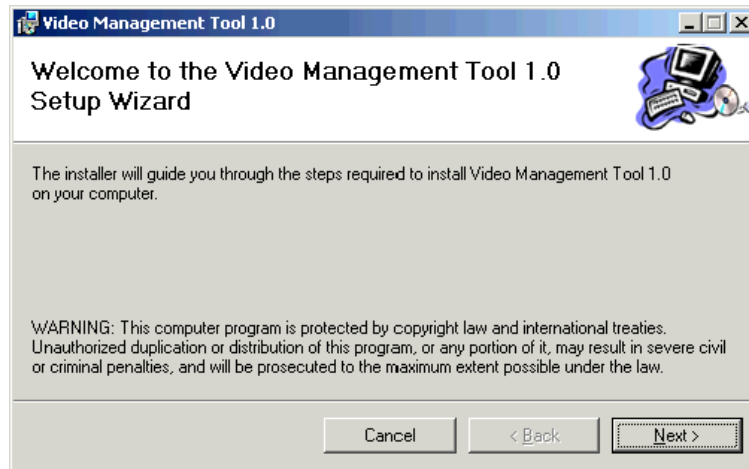 Video Management Tool 1.0
Welcome to the Video Management Tool 1.0
Setup Wizard
The installer will guide you through the steps required to install Video Management Tool 1.0
on your computer.
WARNING: This computer program is protected by copyright law and international treaties.
Unauthorized duplication or distribution of this program, or any portion of it, may result in severe civil
or criminal penalties, and will be prosecuted to the maximum extent possible under the law.
Cancel < Back Next >